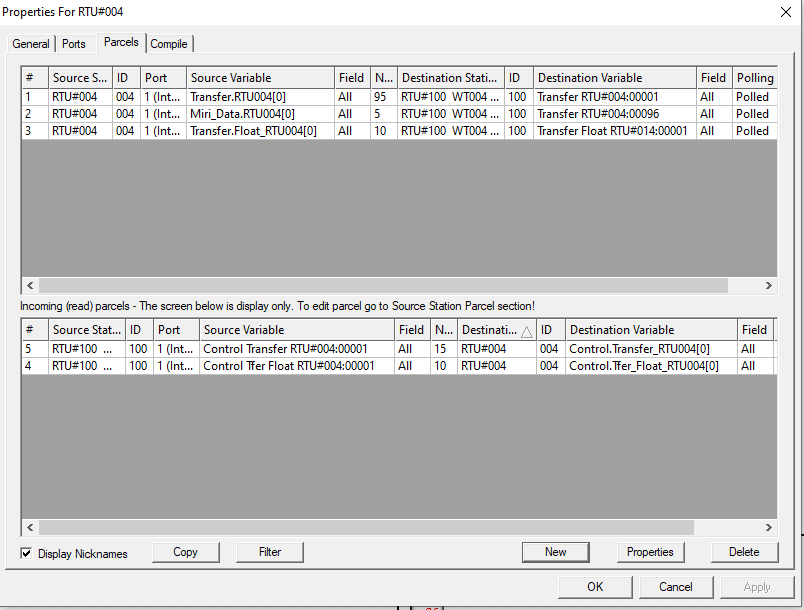 Properties For RTU#004
General Ports Parcels Compile
# Source S... ID Port Source Variable Field N... Destination Stati... ID Destination Variable Field Polling
1 RTU#004 004 1 (Int... Transfer.RTU004[0] All 95 RTU#100 WT004 ... 100 Transfer RTU#004:00001 All Polled
2 RTU#004 004 1 (Int... Miri_Data.RTU004[0] All 5 RTU#100 WT004 ... 100 Transfer RTU#004:00096 All Polled
3 RTU#004 004 1 (Int... Transfer.Float_RTU004[0] All 10 RTU#100 WT004 ... 100 Transfer Float RTU#014:00001 All Polled
Incoming (read) parcels - The screen below is display only. To edit parcel go to Source Station Parcel section!
# Source Stat... ID Port Source Variable Field N... Destinati... ID Destination Variable Field
5 RTU#100 ... 100 1 (Int... Control Transfer RTU#004:00001 All 15 RTU#004 004 Control.Transfer_RTU004[0] All
4 RTU#100 ... 100 1 (Int... Control Tfer Float RTU#004:00001 All 10 RTU#004 004 Control.Tfer_Float_RTU004[0] All
Display Nicknames Copy Filter New Properties Delete
OK Cancel Apply